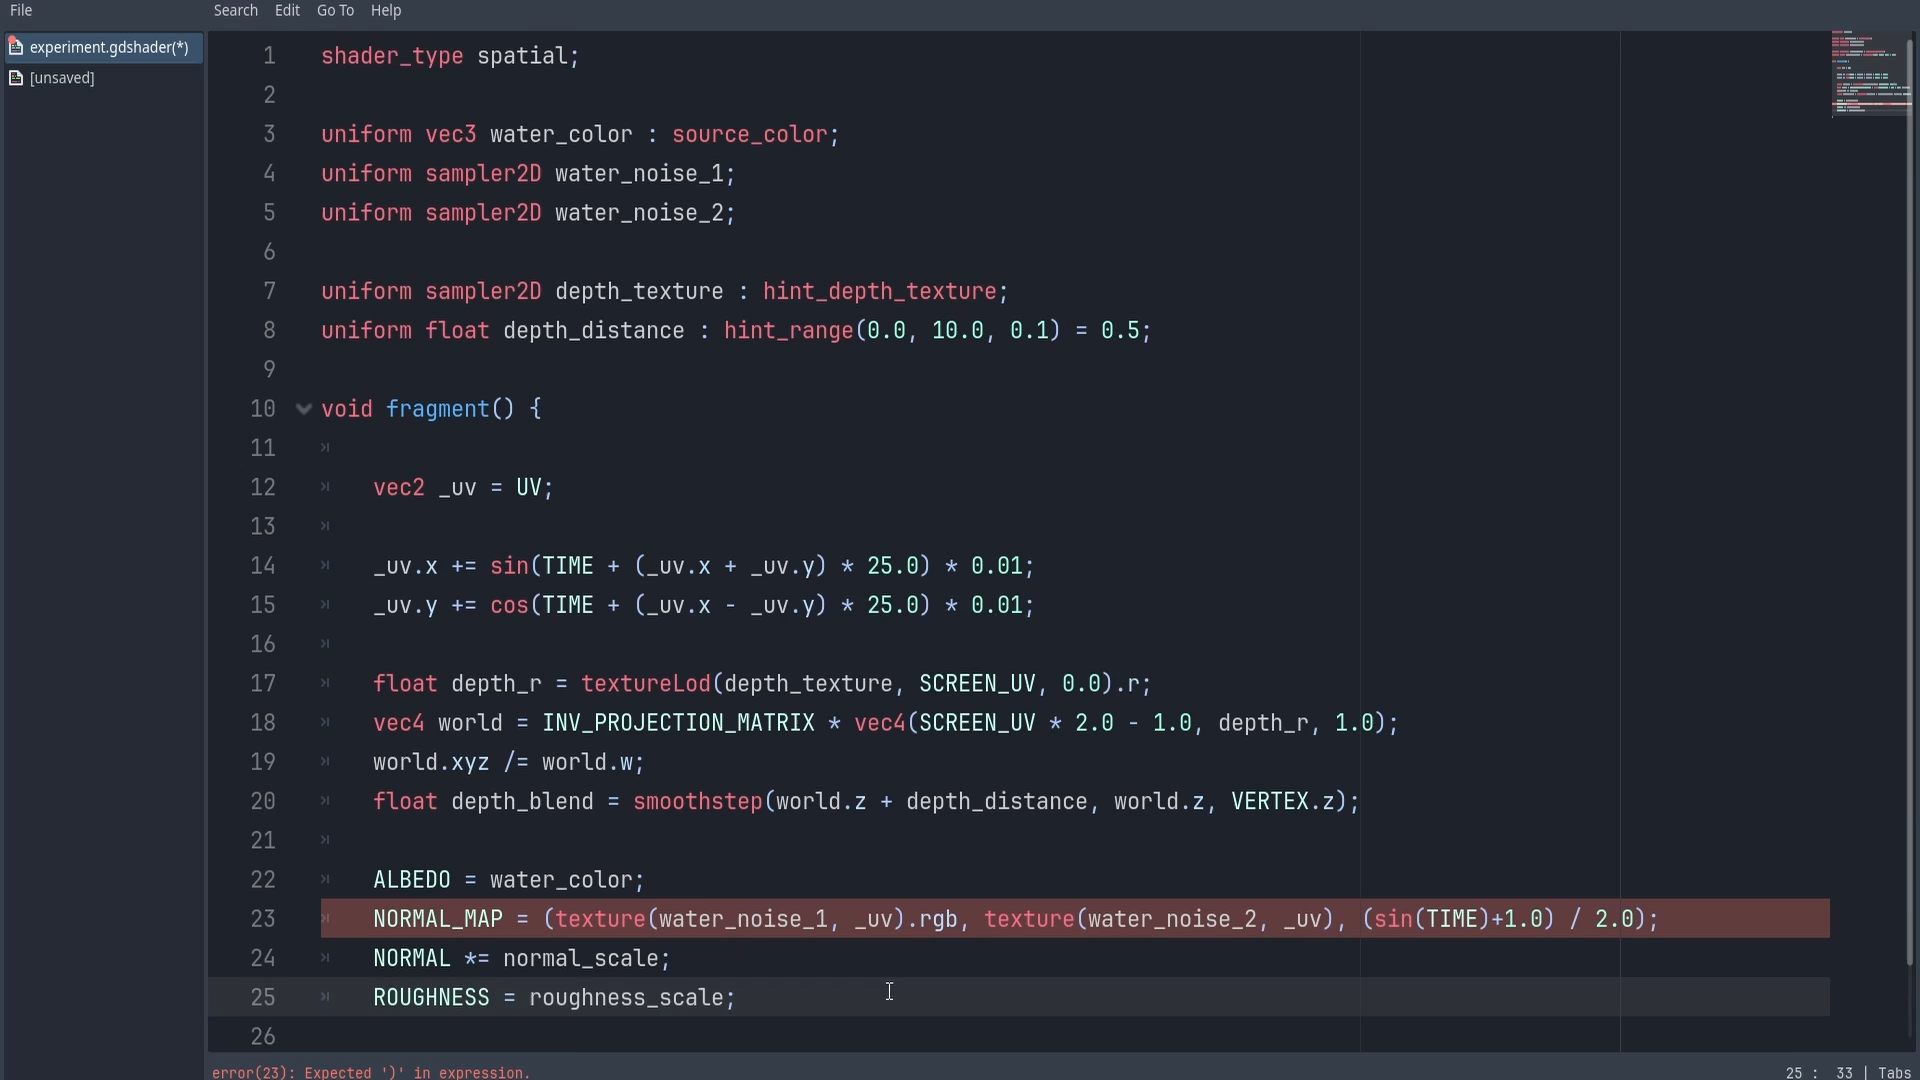 File Search Edit Go To Help
experiment.gdshader(*)
[unsaved]
1 shader_type spatial;
2
3 uniform vec3 water_color : source_color;
4 uniform sampler2D water_noise_1;
5 uniform sampler2D water_noise_2;
6
7 uniform sampler2D depth_texture : hint_depth_texture;
8 uniform float depth_distance : hint_range(0.0, 10.0, 0.1) = 0.5;
9
10 void fragment() {
11
12 vec2 _uv = UV;
13
14 _uv.x += sin(TIME + (_uv.x + _uv.y) * 25.0) * 0.01;
15 _uv.y += cos(TIME + (_uv.x - _uv.y) * 25.0) * 0.01;
16
17 float depth_r = textureLod(depth_texture, SCREEN_UV, 0.0).r;
18 vec4 world = INV_PROJECTION_MATRIX * vec4(SCREEN_UV * 2.0 - 1.0, depth_r, 1.0);
19 world.xyz /= world.w;
20 float depth_blend = smoothstep(world.z + depth_distance, world.z, VERTEX.z);
21
22 ALBEDO = water_color;
23 NORMAL_MAP = (texture(water_noise_1, _uv).rgb, texture(water_noise_2, _uv), (sin(TIME)+1.0) / 2.0);
24 NORMAL *= normal_scale;
25 ROUGHNESS = roughness_scale;
26
error(23): Expected ')' in expression.
25 : 33 | Tabs